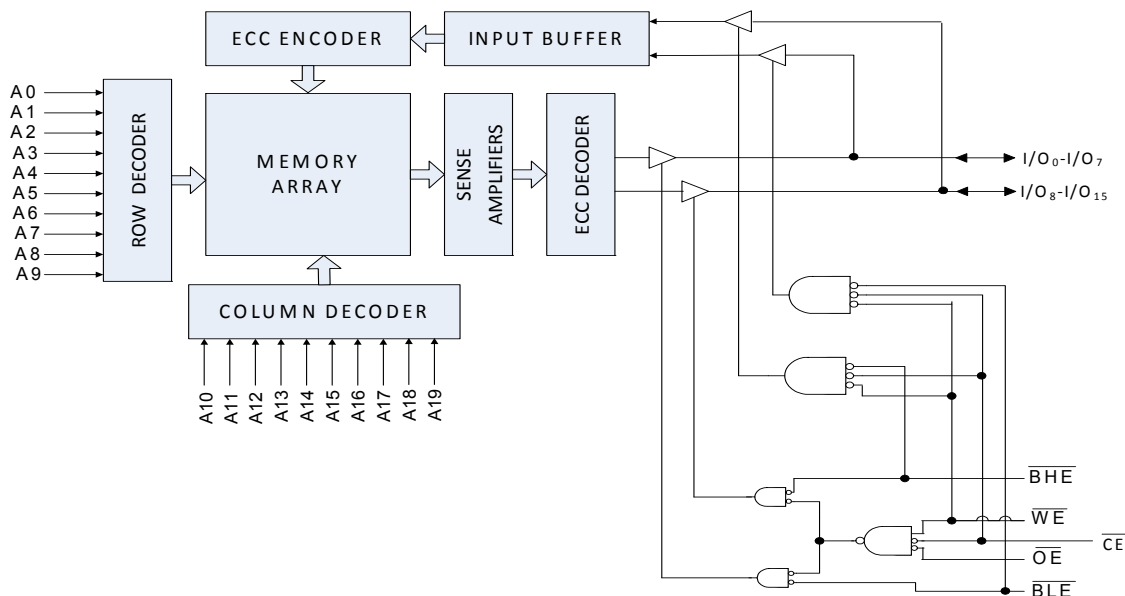 ECC ENCODER
INPUT BUFFER
A0
A1
A2
A3
A4
A5
A6
A7
A8
A9
ROW DECODER
MEMORY
ARRAY
SENSE
AMPLIFIERS
ECC DECODER
I/O0-I/O7
I/O8-I/O15
COLUMN DECODER
A10
A11
A12
A13
A14
A15
A16
A17
A18
A19
BHE
WE
CE
OE
BLE